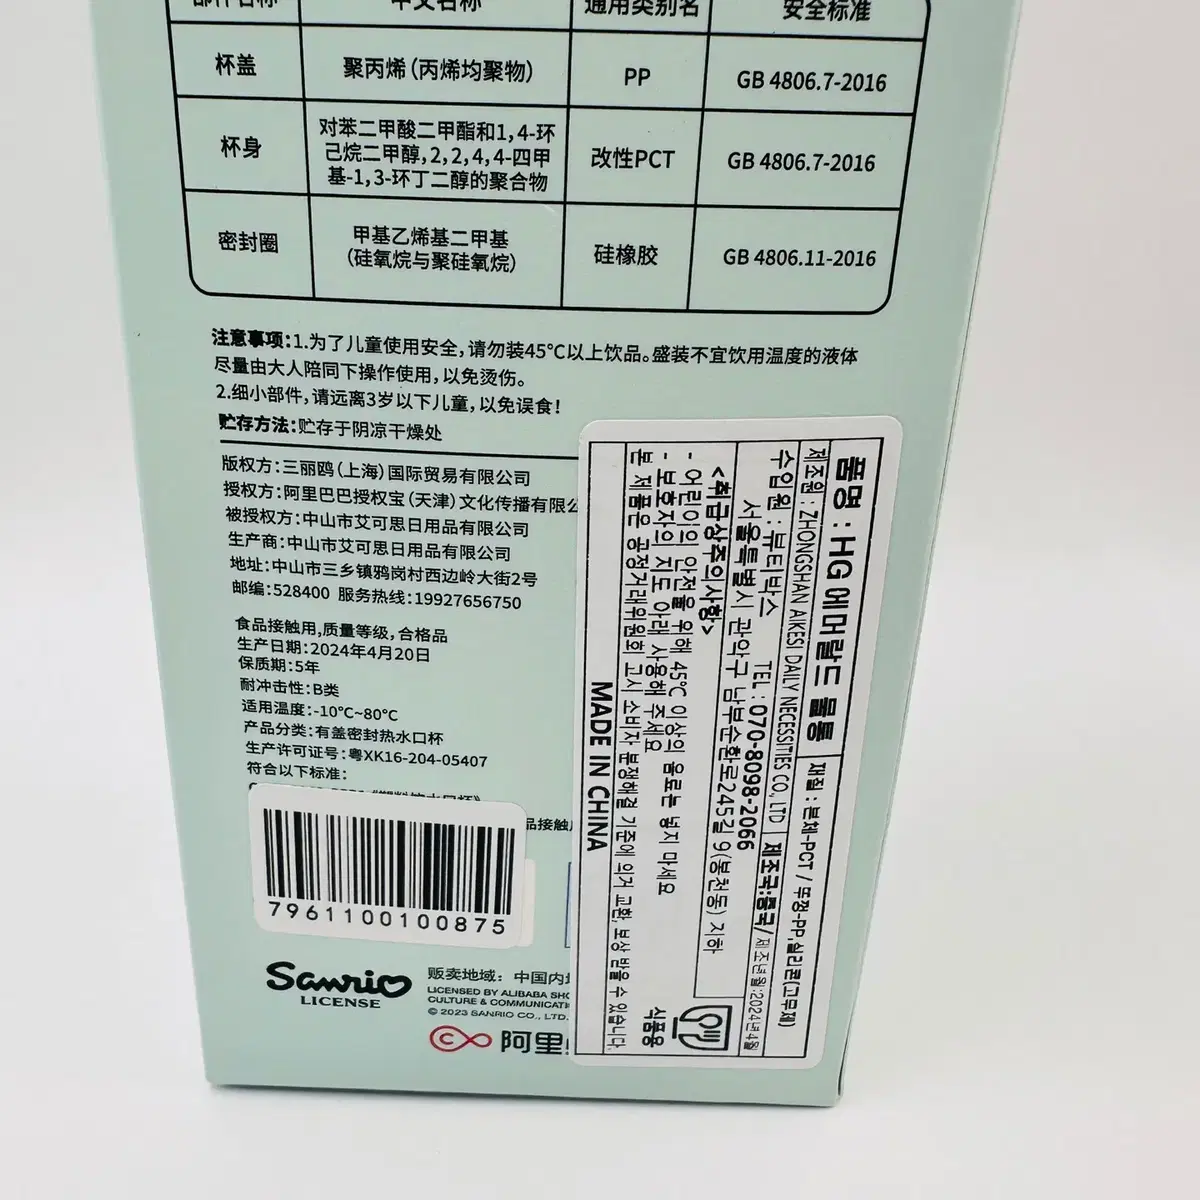 部件名称 中文名称 通用类别名 安全标准
杯盖 聚丙烯(丙烯均聚物) PP GB 4806.7-2016
杯身 对苯二甲酸二甲酯和1,4-环
己烷二甲醇,2,2,4,4-四甲
基-1,3-环丁二醇的聚合物 改性PCT GB 4806.7-2016
密封圈 甲基乙烯基二甲基
(硅氧烷与聚硅氧烷) 硅橡胶 GB 4806.11-2016
注意事项:1.为了儿童使用安全,请勿装45℃以上饮品。盛装不宜饮用温度的液体
尽量由大人陪同下操作使用,以免烫伤。
2.细小部件,请远离3岁以下儿童,以免误食!
贮存方法:贮存于阴凉干燥处
版权方:三丽鸥(上海)国际贸易有限公司
授权方:阿里巴巴授权宝(天津)文化传播有限公
被授权方:中山市艾可思日用品有限公司
生产商:中山市艾可思日用品有限公司
地址:中山市三乡镇鸦岗村西边岭大街2号
邮编:528400 服务热线:19927656750
食品接触用,质量等级,合格品
生产日期:2024年4月20日
保质期:5年
耐冲击性:B类
适用温度:-10℃~80℃
产品分类:有盖密封热水口杯
生产许可证号:粤XK16-204-05407
符合以下标准:
品接触用
7961100100875
Sanrio
LICENSE
贩卖地域:中国内地
LICENSED BY ALIBABA SHO
CULTURE & COMMUNICATI
© 2023 SANRIO CO., LTD.
阿里
품명 : HG 에머랄드 물통
재질 : 본체-PCT / 뚜껑-PP,실리콘(고무제)
제조원 : ZHONGSHAN AIKESI DAILY NECESSITIES CO., LTD
제조국:중국/
제조년월:2024년4월
수입원 : 뷰티박스 TEL : 070-8098-2066
서울특별시 관악구 남부순환로245길 9(봉천동) 지하
<취급상주의사항>
- 어린이의 안전을 위해 45℃ 이상의 음료는 넣지 마세요
- 보호자의 지도 아래 사용해 주세요
본 제품은 공정거래위원회 고시 소비자 분쟁해결 기준에 의거 교환, 보상 받을 수 있습니다.
식품용
MADE IN CHINA